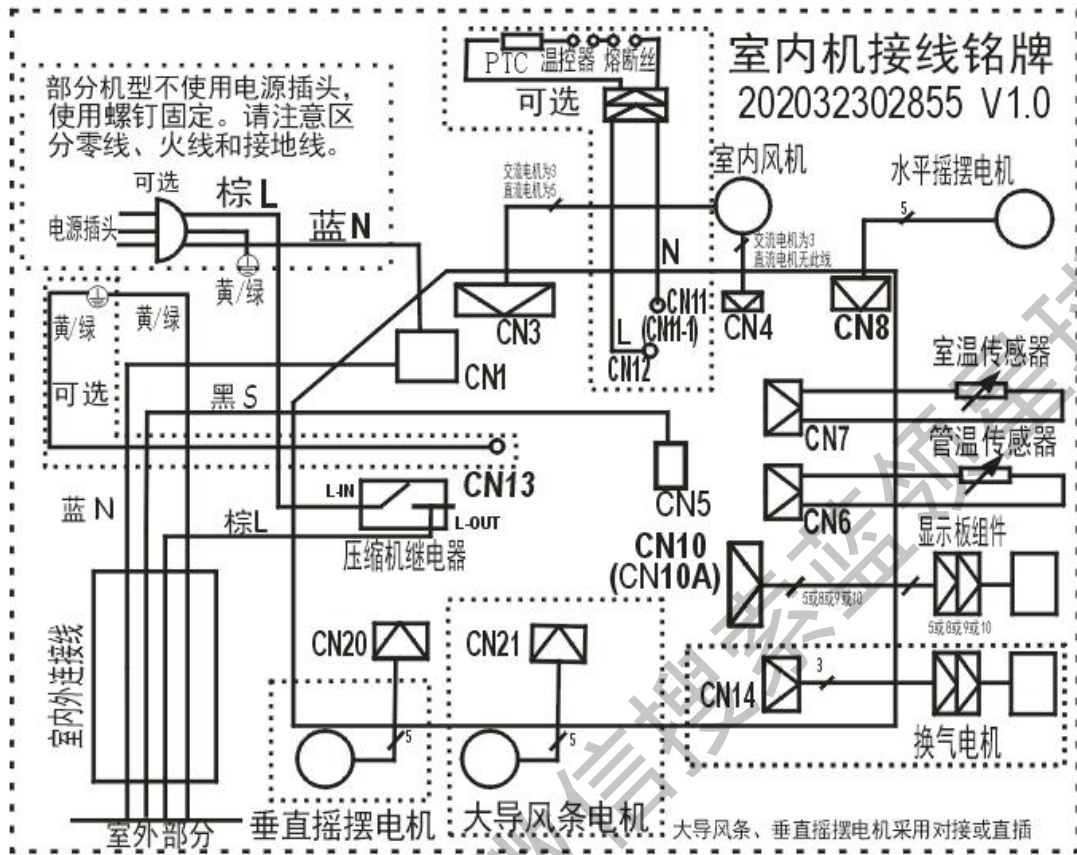 室内机接线铭牌
202032302855 V1.0
部分机型不使用电源插头，
使用螺钉固定。请注意区
分零线、火线和接地线。
可选
电源插头
棕L
蓝N
黄/绿
PTC 温控器 熔断丝
可选
交流电机为3
直流电机为5
室内风机
交流电机为3
直流电机无此线
水平摇摆电机
5
N
L
CN11
(CN11-1)
CN12
CN3
CN4
CN8
CN1
黄/绿
黄/绿
可选
黑 S
CN13
CN5
室温传感器
CN7
管温传感器
CN6
蓝 N
棕L
L-IN
L-OUT
压缩机继电器
CN10
(CN10A)
5或8或9或10
显示板组件
5或8或9或10
CN14
3
换气电机
室内外连接线
室外部分
CN20
5
垂直摇摆电机
CN21
5
大导风条电机
大导风条、垂直摇摆电机采用对接或直插
微信搜索蓝领星球